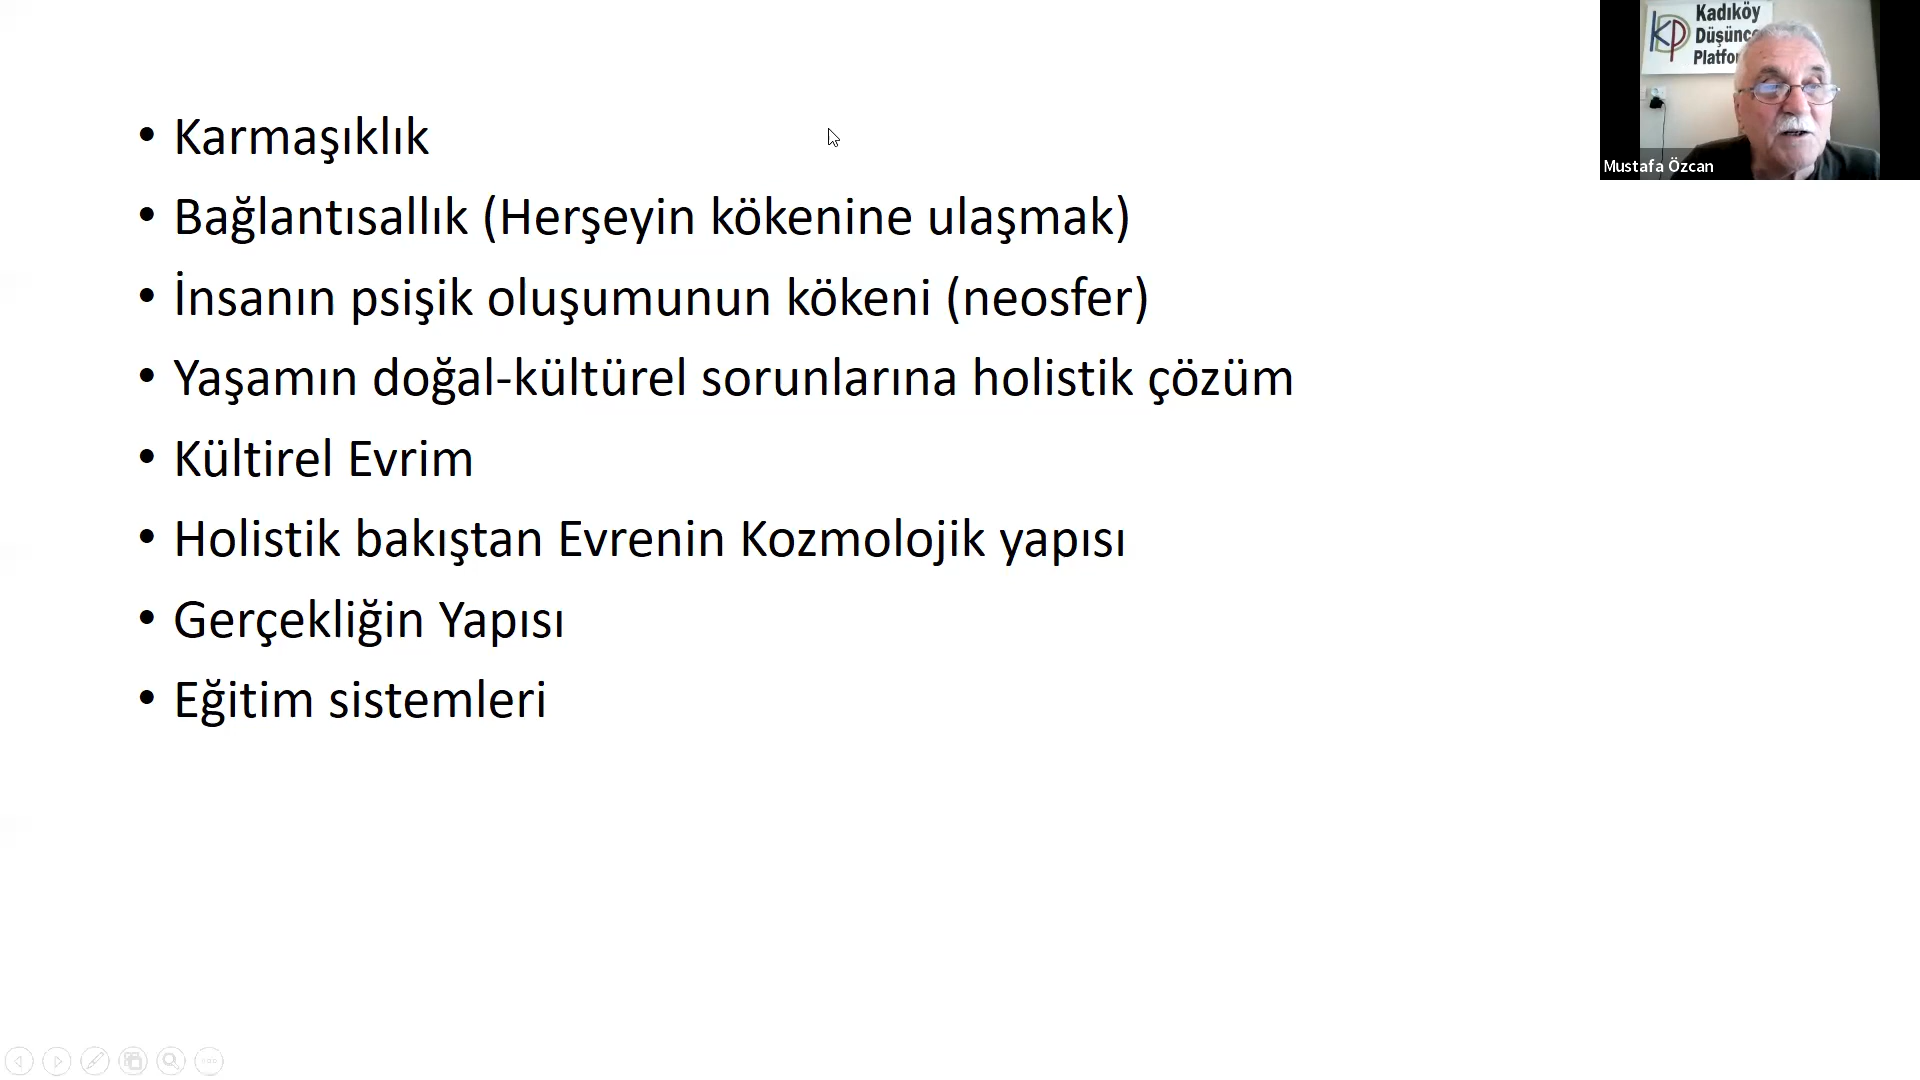 • Karmaşıklık
• Bağlantısallık (Herşeyin kökenine ulaşmak)
• İnsanın psişik oluşumunun kökeni (neosfer)
• Yaşamın doğal-kültürel sorunlarına holistik çözüm
• Kültirel Evrim
• Holistik bakıştan Evrenin Kozmolojik yapısı
• Gerçekliğin Yapısı
• Eğitim sistemleri
Kadıköy
Düşünce
Platfo
Mustafa Özcan